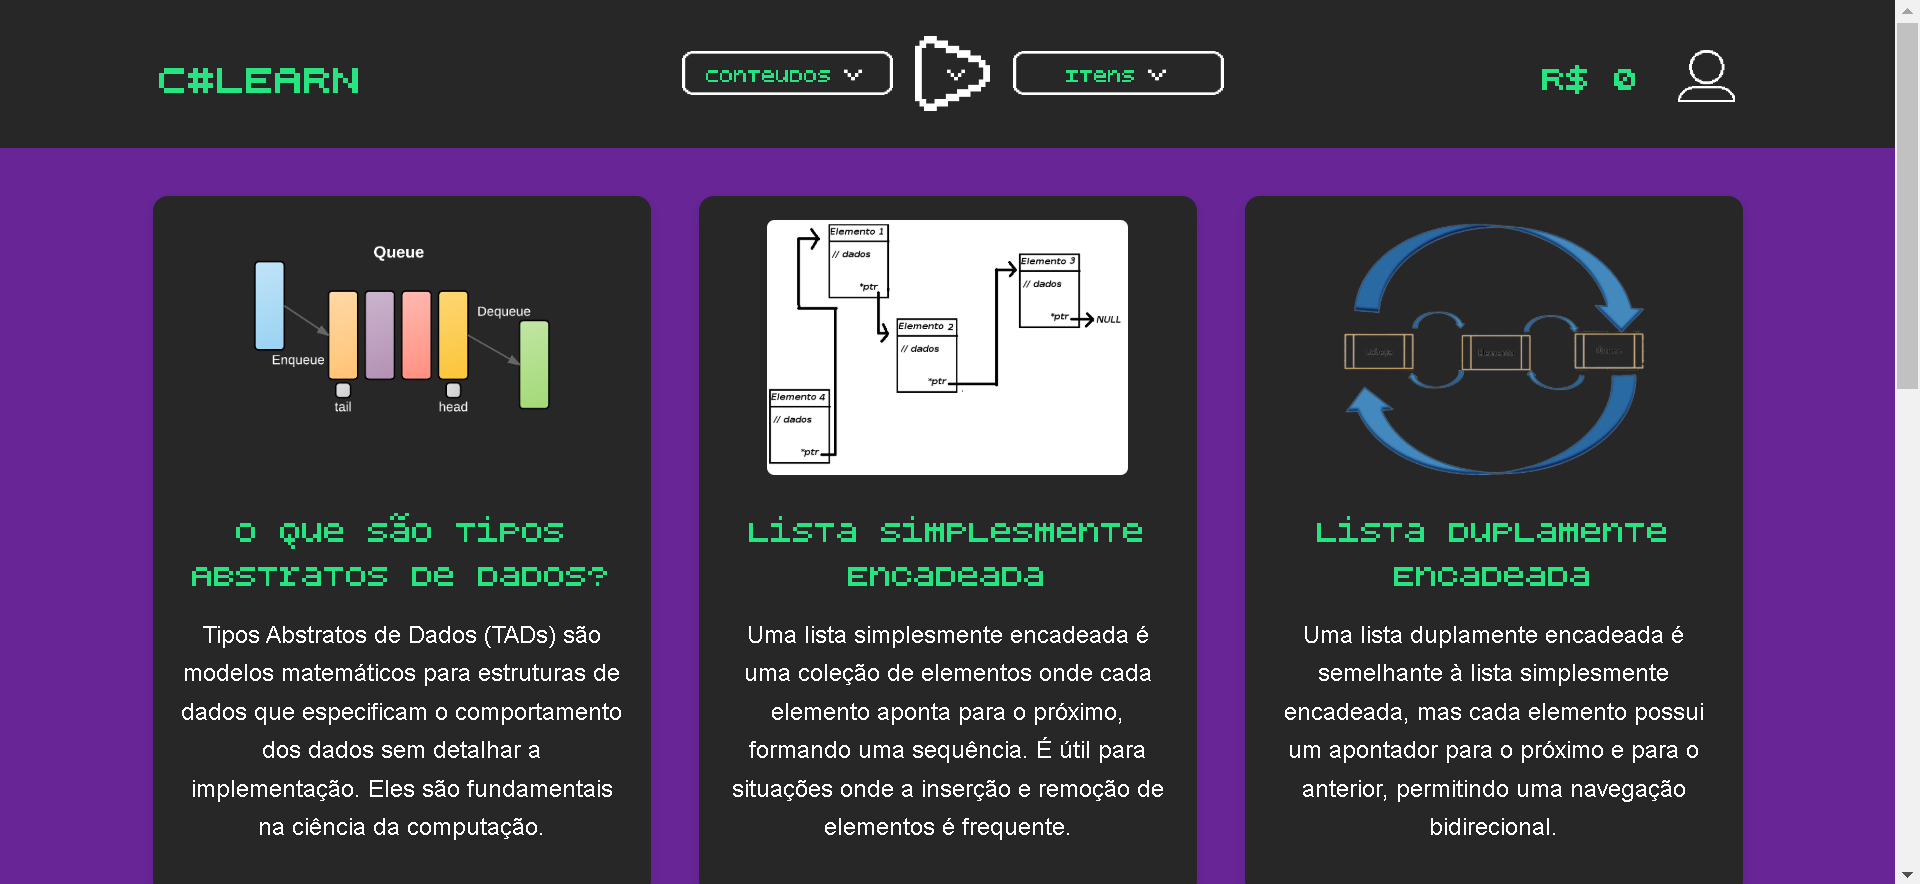 C#LEARN
Conteudos
Itens
R$ 0
Queue
Dequeue
Enqueue
tail
head
Elemento 1
// dados
*ptr
Elemento 2
// dados
*ptr
Elemento 3
// dados
*ptr
NULL
Elemento 4
// dados
*ptr
O que são Tipos
Abstratos de Dados?
Tipos Abstratos de Dados (TADs) são
modelos matemáticos para estruturas de
dados que especificam o comportamento
dos dados sem detalhar a
implementação. Eles são fundamentais
na ciência da computação.
Lista Simplesmente
Encadeada
Uma lista simplesmente encadeada é
uma coleção de elementos onde cada
elemento aponta para o próximo,
formando uma sequência. É útil para
situações onde a inserção e remoção de
elementos é frequente.
Lista Duplamente
Encadeada
Uma lista duplamente encadeada é
semelhante à lista simplesmente
encadeada, mas cada elemento possui
um apontador para o próximo e para o
anterior, permitindo uma navegação
bidirecional.